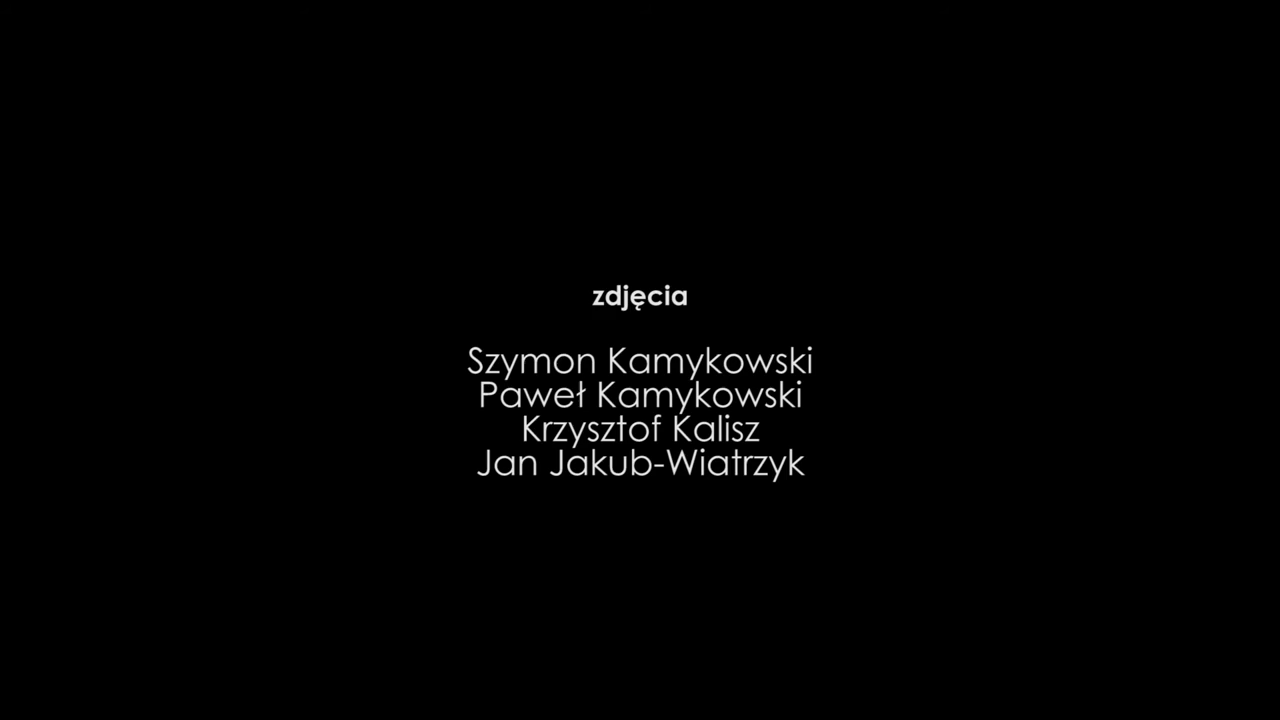 zdjęcia
Szymon Kamykowski
Paweł Kamykowski
Krzysztof Kalisz
Jan Jakub-Wiatrzyk